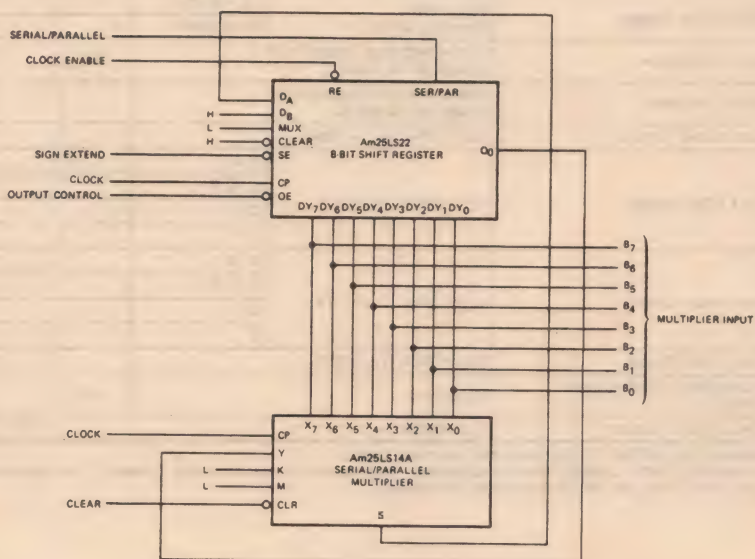 SERIAL/PARALLEL
CLOCK ENABLE
RE
SER/PAR
DA
H
DB
L
MUX
H
CLEAR
SIGN EXTEND
SE
CLOCK
CP
OUTPUT CONTROL
OE
Am25LS22
8-BIT SHIFT REGISTER
Q0
DY7 DY6 DY5 DY4 DY3 DY2 DY1 DY0
B7
B6
B5
B4
B3
B2
B1
B0
MULTIPLIER INPUT
X7 X6 X5 X4 X3 X2 X1 X0
CLOCK
CP
Y
L
K
L
M
CLEAR
CLR
Am25LS14A
SERIAL/PARALLEL
MULTIPLIER
S